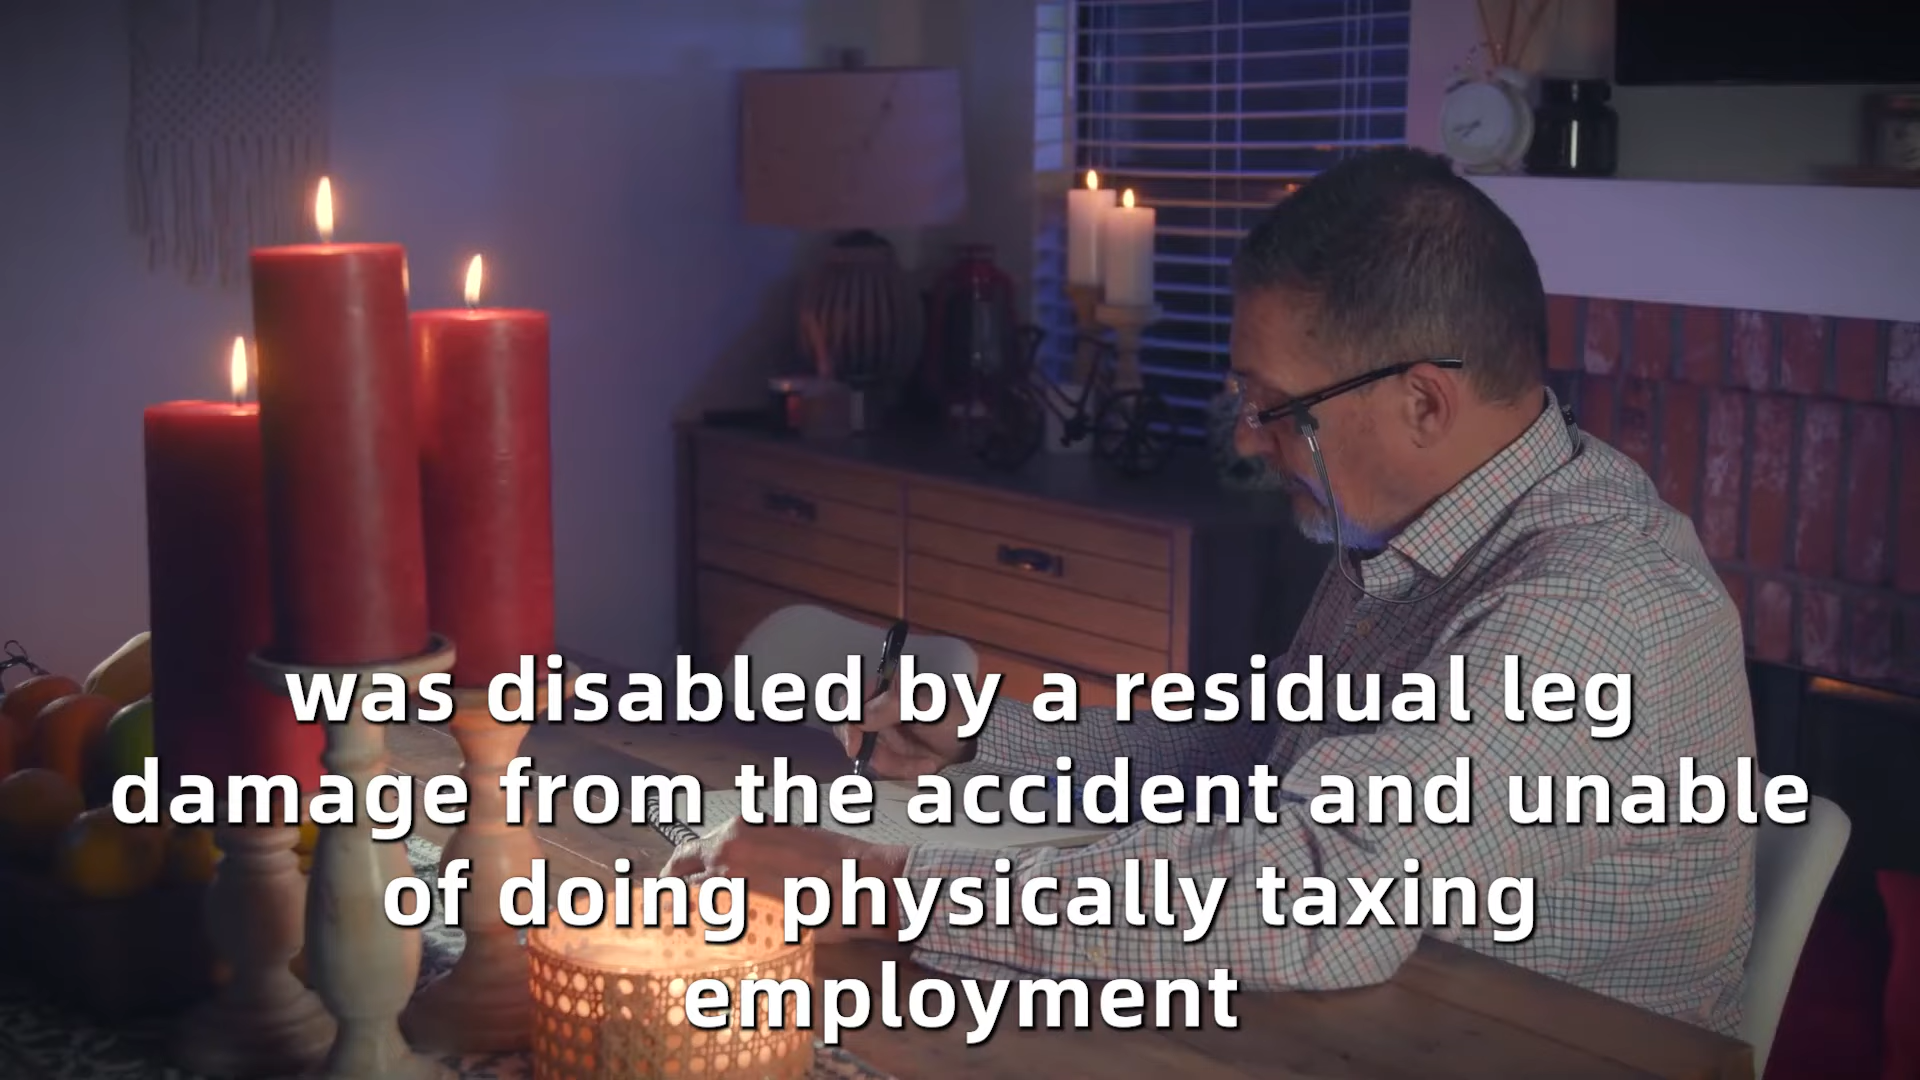 was disabled by a residual leg
damage from the accident and unable
of doing physically taxing
employment